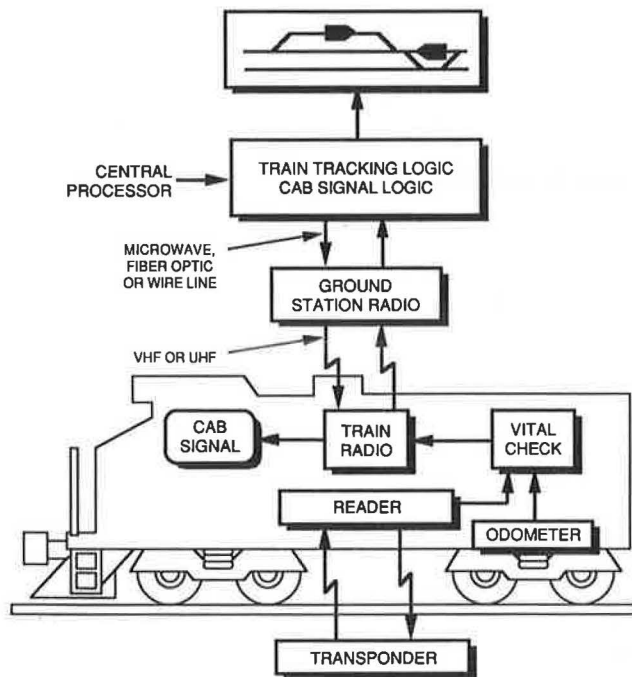 CENTRAL
PROCESSOR
TRAIN TRACKING LOGIC
CAB SIGNAL LOGIC
MICROWAVE,
FIBER OPTIC
OR WIRE LINE
GROUND
STATION RADIO
VHF OR UHF
CAB
SIGNAL
TRAIN
RADIO
VITAL
CHECK
READER
ODOMETER
TRANSPONDER